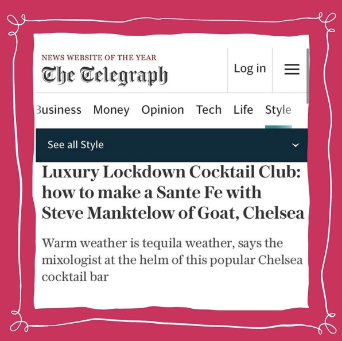 NEWS WEBSITE OF THE YEAR
The Telegraph
Log in
Business Money Opinion Tech Life Style
See all Style
Luxury Lockdown Cocktail Club:
how to make a Sante Fe with
Steve Manktelow of Goat, Chelsea
Warm weather is tequila weather, says the
mixologist at the helm of this popular Chelsea
cocktail bar